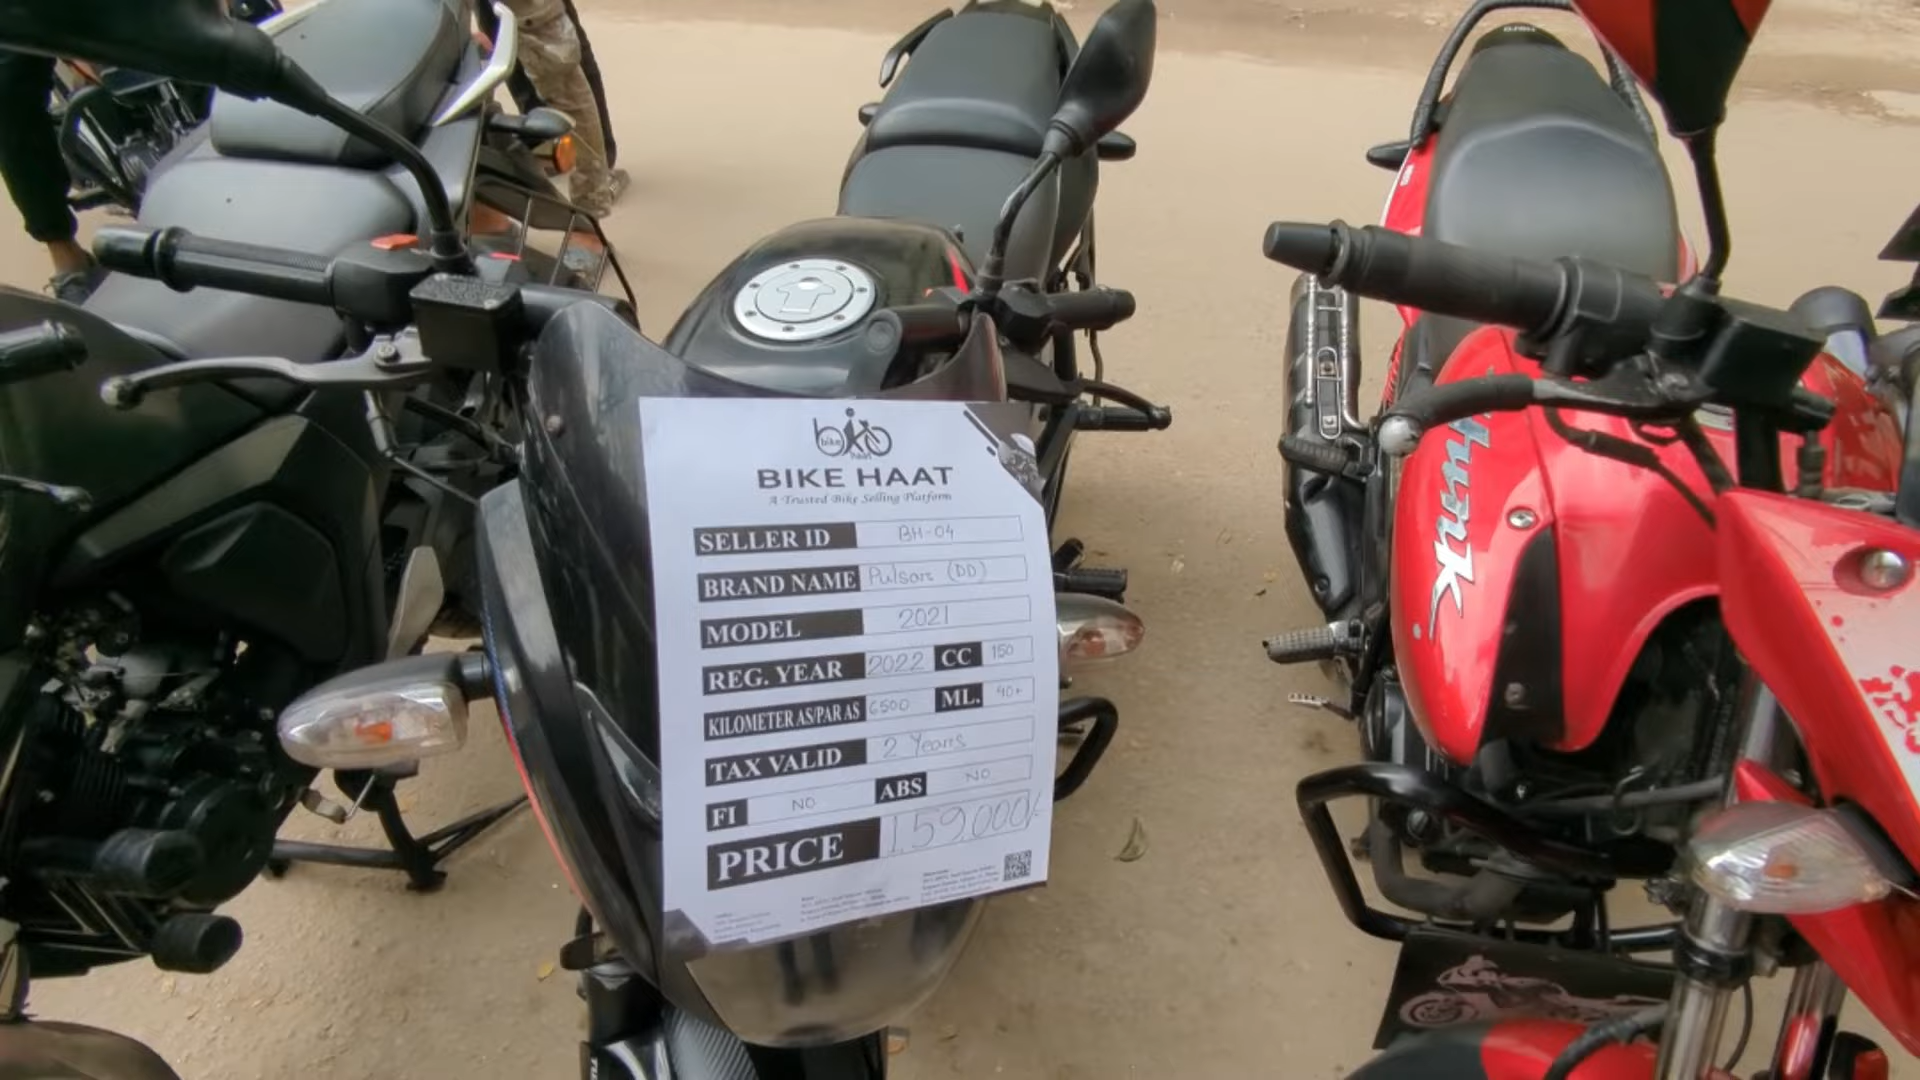 bike
haat
BIKE HAAT
A Trusted Bike Selling Platform
SELLER ID BH-04
BRAND NAME Pulsar (DD)
MODEL 2021
REG. YEAR 2022 CC 150
KILOMETER AS/PAR AS 6500 ML. 40+
TAX VALID 2 Years
FI NO ABS NO
PRICE 1,59,000/-
Hunk